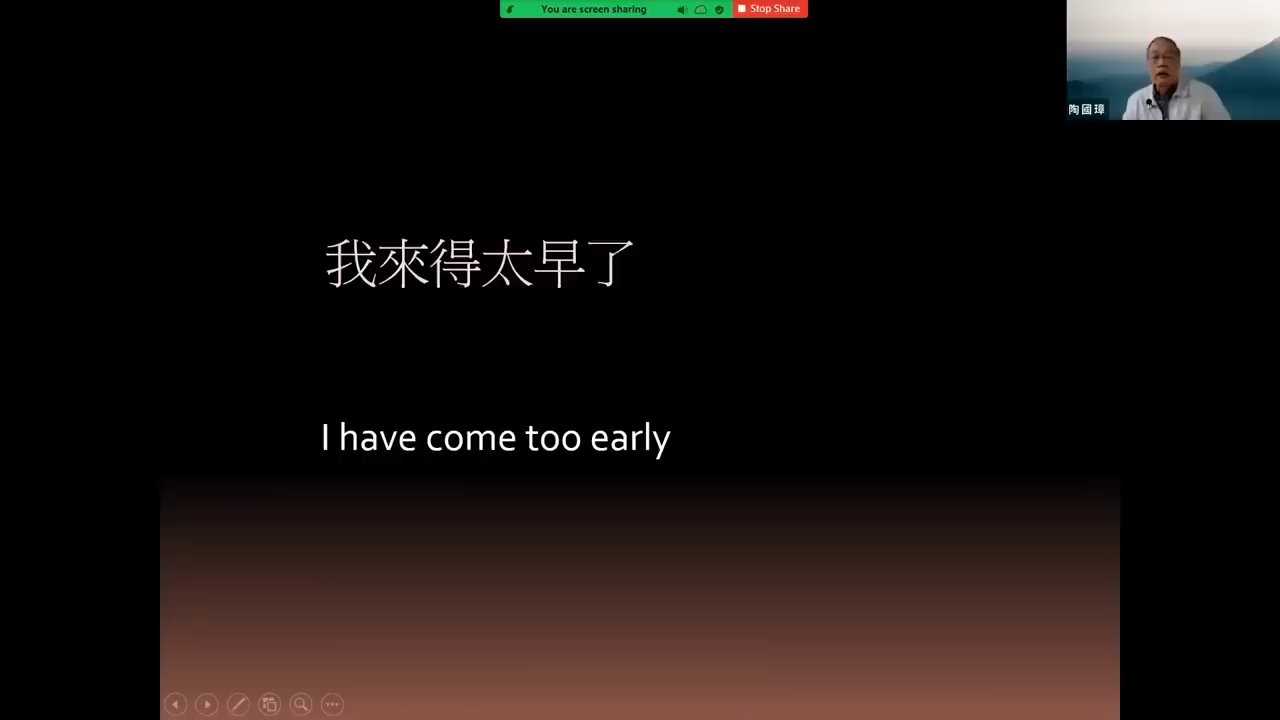 You are screen sharing
Stop Share
陶國璋
我來得太早了
I have come too early